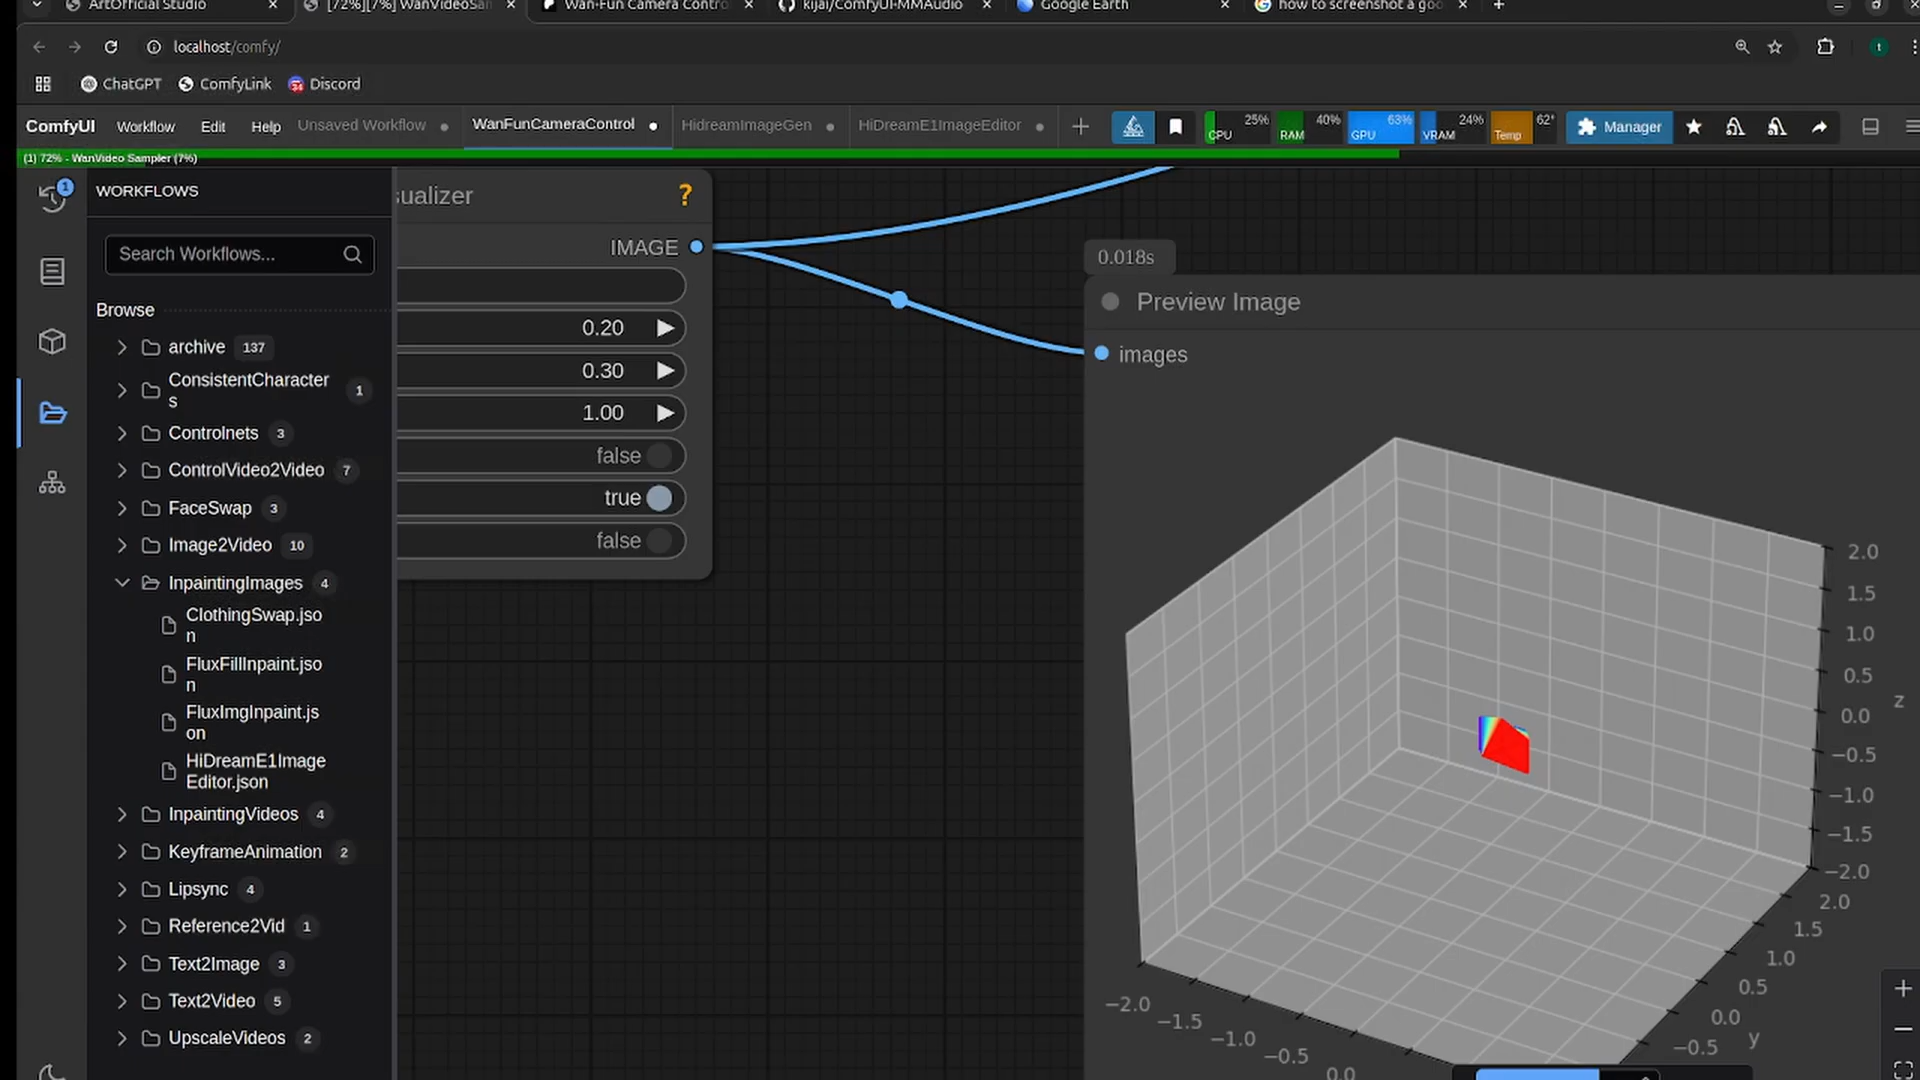 ArtOfficial Studio
[72%][7%] WanVideoSan
Wan-Fun Camera Contro
kijai/ComfyUI-MMAudio
Google Earth
how to screenshot a goo
localhost/comfy/
t
ChatGPT
ComfyLink
Discord
ComfyUI
Workflow
Edit
Help
Unsaved Workflow
WanFunCameraControl
HidreamImageGen
HiDreamE1ImageEditor
CPU 25%
RAM 40%
GPU 63%
VRAM 24%
Temp 62°
Manager
(1) 72% - WanVideo Sampler (7%)
1
WORKFLOWS
Search Workflows...
Browse
archive 137
ConsistentCharacter
s 1
Controlnets 3
ControlVideo2Video 7
FaceSwap 3
Image2Video 10
InpaintingImages 4
ClothingSwap.jso
n
FluxFillInpaint.jso
n
FluxImgInpaint.js
on
HiDreamE1Image
Editor.json
InpaintingVideos 4
KeyframeAnimation 2
Lipsync 4
Reference2Vid 1
Text2Image 3
Text2Video 5
UpscaleVideos 2
sualizer ?
IMAGE
0.20
0.30
1.00
false
true
false
0.018s
Preview Image
images
2.0
1.5
1.0
0.5
z
0.0
−0.5
−1.0
−1.5
−2.0
2.0
1.5
1.0
0.5
0.0
y
−0.5
−2.0
−1.5
−1.0
−0.5
0.0